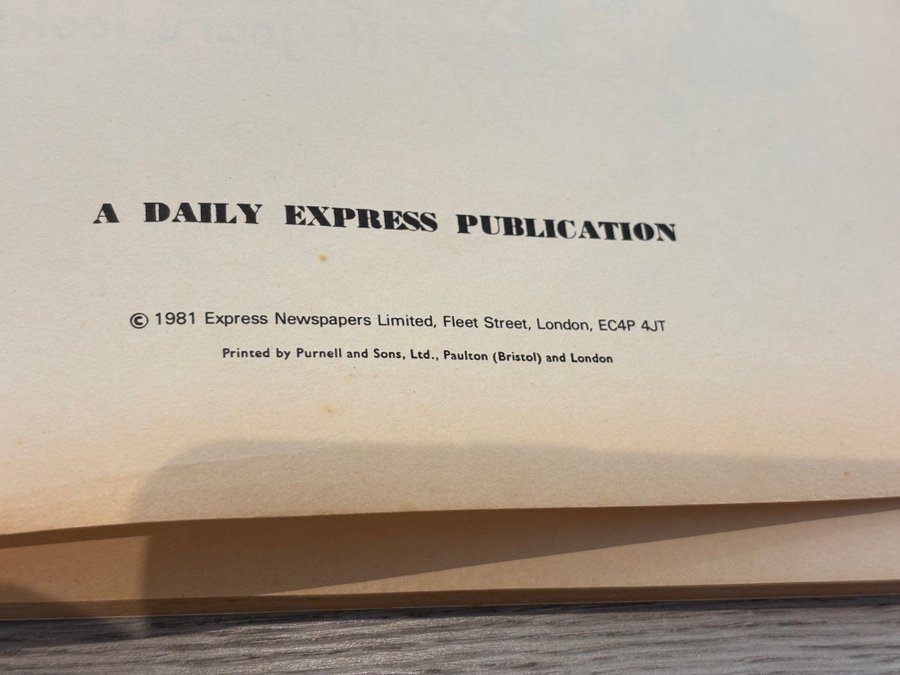 A DAILY EXPRESS PUBLICATION
© 1981 Express Newspapers Limited, Fleet Street, London, EC4P 4JT
Printed by Purnell and Sons, Ltd., Paulton (Bristol) and London